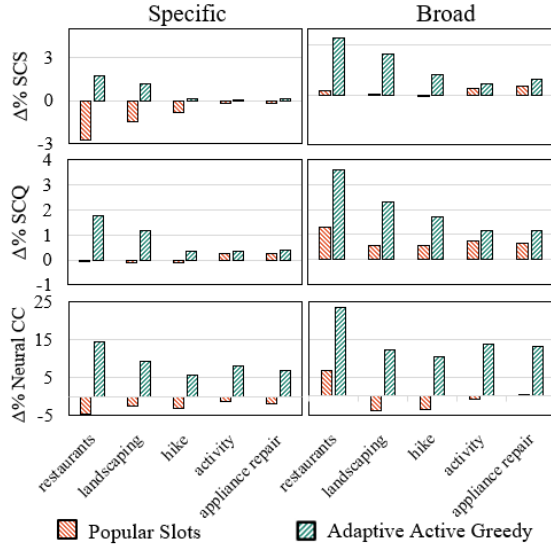 Specific Broad
Δ% SCS
3
0
-3
Δ% SCQ
4
3
2
1
0
-1
Δ% Neural CC
25
15
5
-5
restaurants landscaping hike activity appliance repair restaurants landscaping hike activity appliance repair
Popular Slots Adaptive Active Greedy